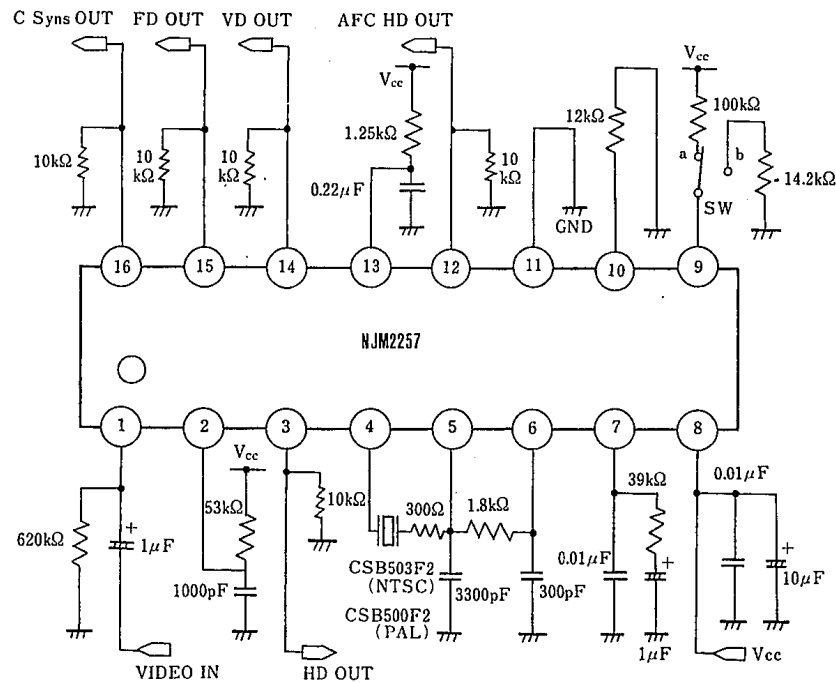 C Syns OUT
FD OUT
VD OUT
AFC HD OUT
Vcc
Vcc
100kΩ
12kΩ
1.25kΩ
a
b
10kΩ
10
kΩ
10
kΩ
10
kΩ
14.2kΩ
0.22μF
SW
GND
16
15
14
13
12
11
10
9
NJM2257
1
2
3
4
5
6
7
8
Vcc
0.01μF
39kΩ
53kΩ
10kΩ
300Ω
1.8kΩ
620kΩ
+
1μF
0.01μF
+
+
CSB503F2
(NTSC)
1000pF
3300pF
300pF
10μF
CSB500F2
(PAL)
1μF
Vcc
VIDEO IN
HD OUT